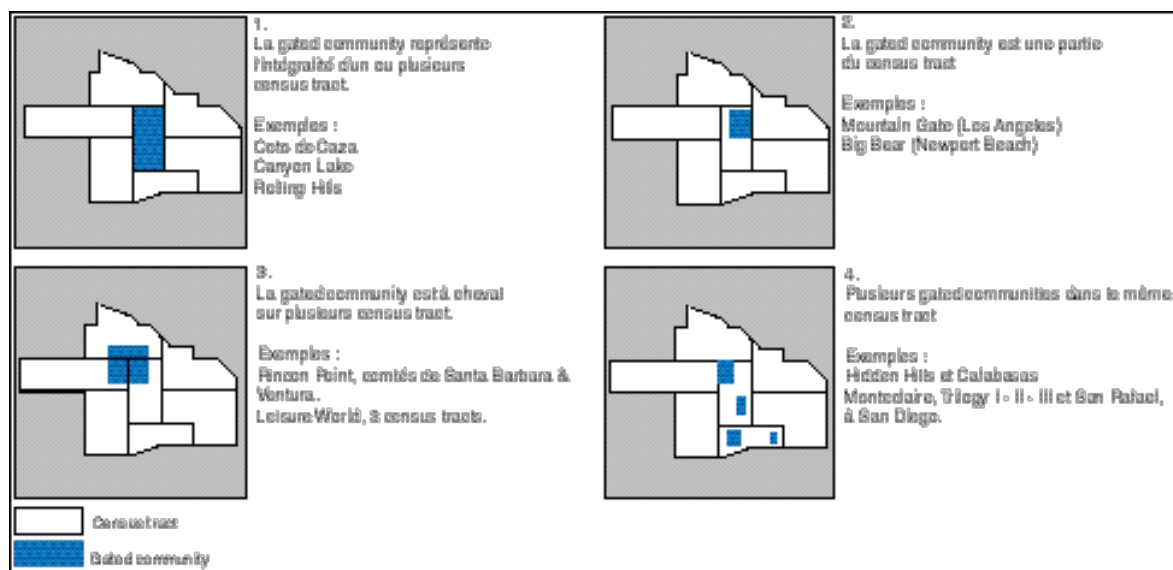 1.
La gated community représente
l'intégralité d'un ou plusieurs
census tract.
Exemples :
Coto de Caza
Canyon Lake
Rolling Hills
2.
La gated community est une partie
du census tract
Exemples :
Mountain Gate (Los Angeles)
Big Bear (Newport Beach)
3.
La gated community est à cheval
sur plusieurs census tract.
Exemples :
Rincon Point, comtés de Santa Barbara &
Ventura.
Leisure World, 3 census tracts.
4.
Plusieurs gated communities dans le même
census tract
Exemples :
Hidden Hills et Calabasas
Monteclairo, Trilogy I - II - III et San Rafael,
à San Diego.
Census tract
Gated community